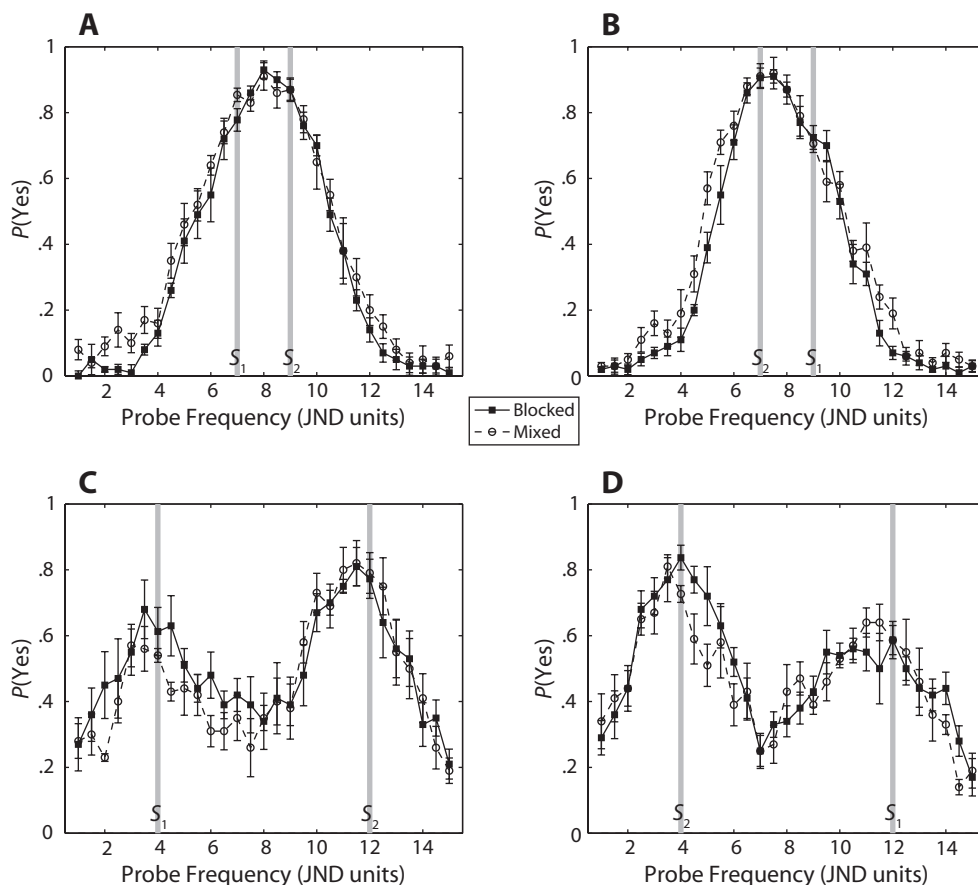 A
B
1
.8
.6
.4
.2
0
P(Yes)
S1
S2
2 4 6 8 10 12 14
Probe Frequency (JND units)
1
.8
.6
.4
.2
0
P(Yes)
S2
S1
2 4 6 8 10 12 14
Probe Frequency (JND units)
Blocked
Mixed
C
D
1
.8
.6
.4
.2
0
P(Yes)
S1
S2
2 4 6 8 10 12 14
Probe Frequency (JND units)
1
.8
.6
.4
.2
0
P(Yes)
S2
S1
2 4 6 8 10 12 14
Probe Frequency (JND units)